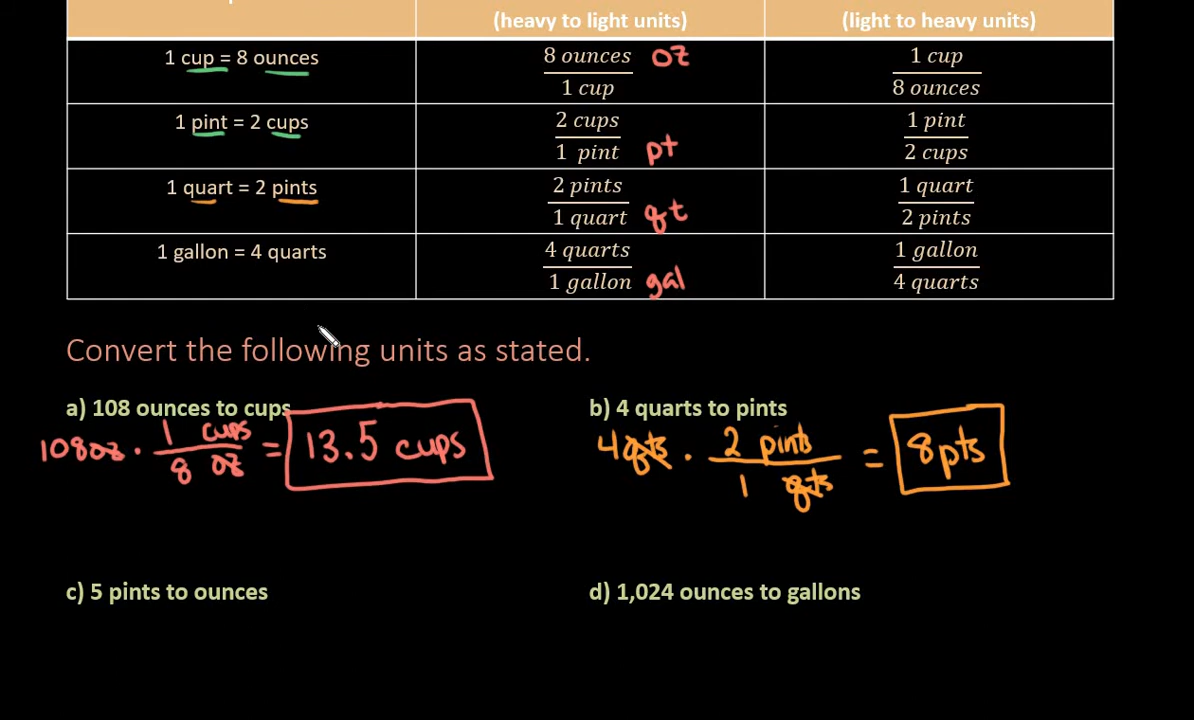 (heavy to light units) (light to heavy units)
1 cup = 8 ounces 8 ounces oz 1 cup
1 cup 8 ounces
1 pint = 2 cups 2 cups 1 pint
1 pint pt 2 cups
1 quart = 2 pints 2 pints 1 quart
1 quart qt 2 pints
1 gallon = 4 quarts 4 quarts 1 gallon
1 gallon gal 4 quarts
Convert the following units as stated.
a) 108 ounces to cups b) 4 quarts to pints
108oz · 1 cups = 13.5 cups 4qts · 2 pints = 8pts
8 oz 1 qts
c) 5 pints to ounces d) 1,024 ounces to gallons